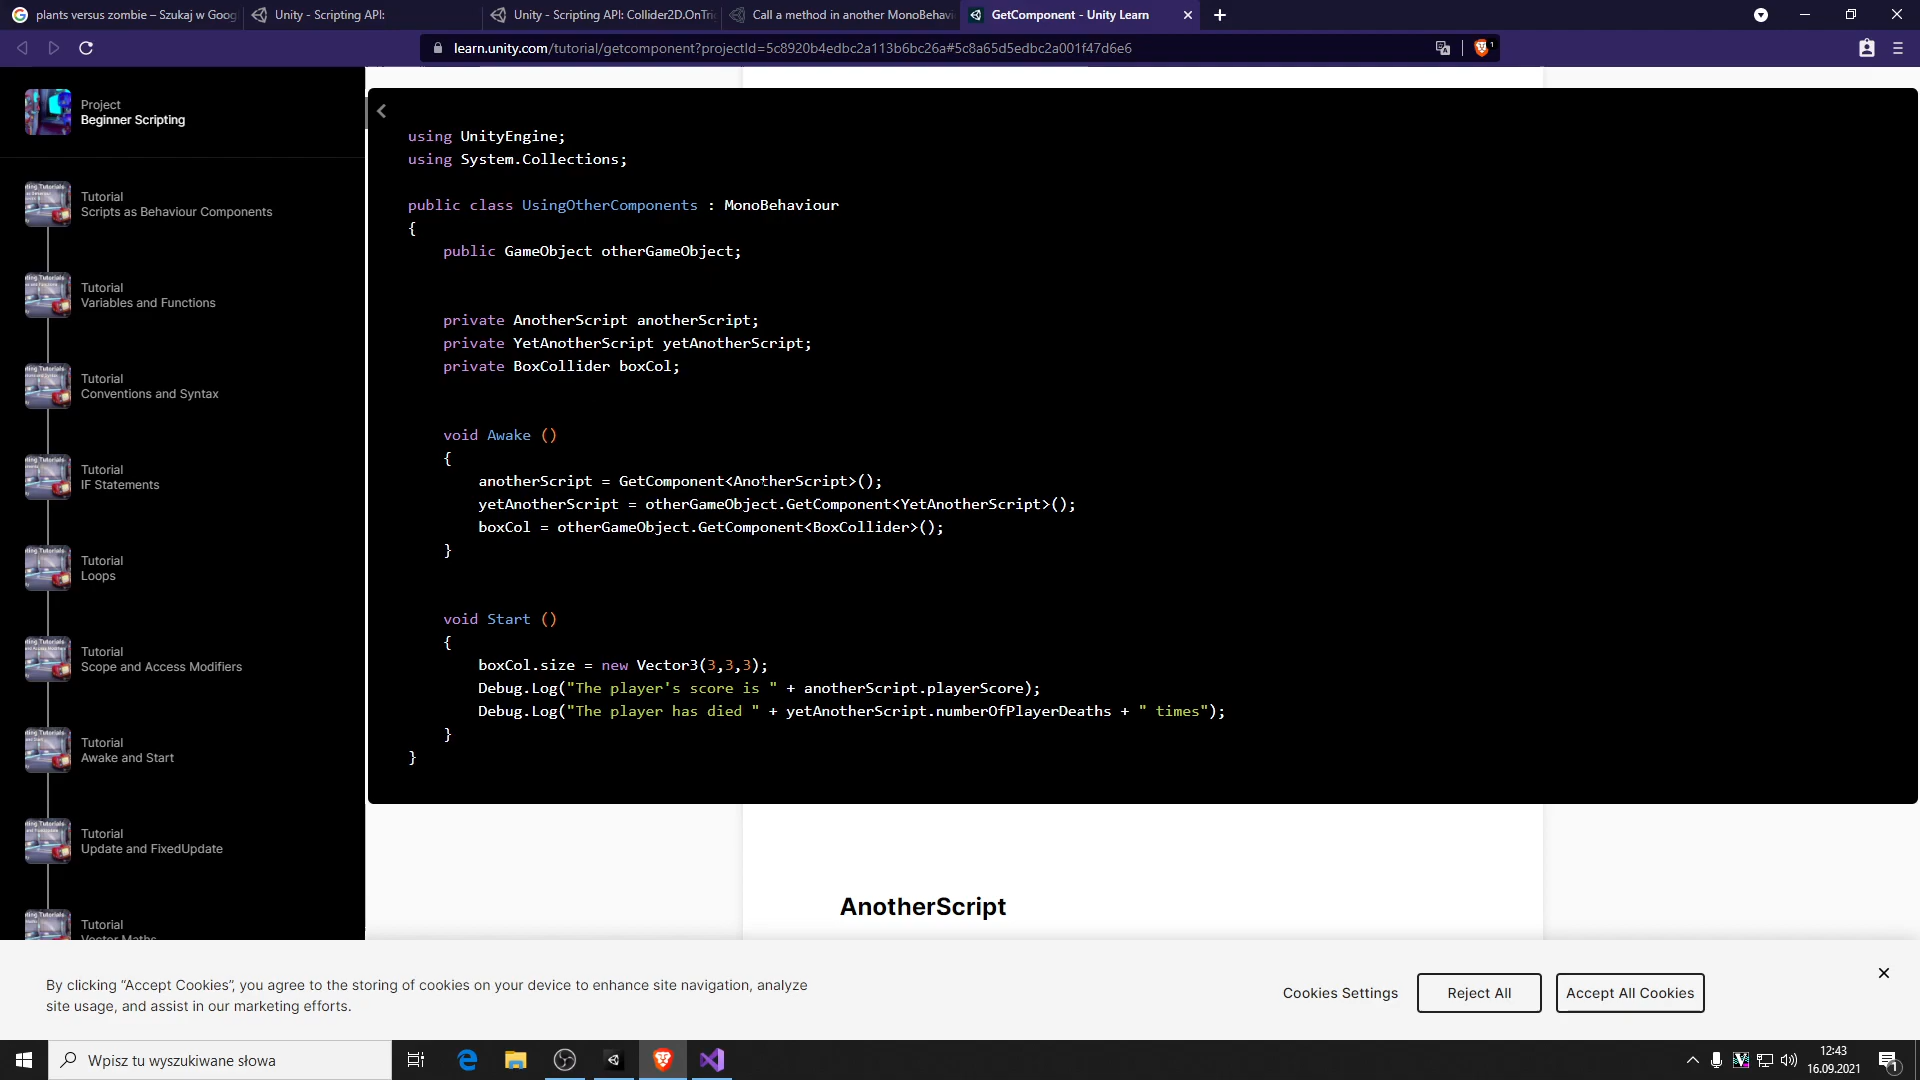 plants versus zombie – Szukaj w Goog
Unity - Scripting API:
Unity - Scripting API: Collider2D.OnTrig
Call a method in another MonoBehavi
GetComponent - Unity Learn
learn.unity.com/tutorial/getcomponent?projectId=5c8920b4edbc2a113b6bc26a#5c8a65d5edbc2a001f47d6e6
Project
Beginner Scripting
Tutorial
Scripts as Behaviour Components
Tutorial
Variables and Functions
Tutorial
Conventions and Syntax
Tutorial
IF Statements
Tutorial
Loops
Tutorial
Scope and Access Modifiers
Tutorial
Awake and Start
Tutorial
Update and FixedUpdate
Tutorial
Vector Maths
using UnityEngine;
using System.Collections;
public class UsingOtherComponents : MonoBehaviour
{
public GameObject otherGameObject;
private AnotherScript anotherScript;
private YetAnotherScript yetAnotherScript;
private BoxCollider boxCol;
void Awake ()
{
anotherScript = GetComponent<AnotherScript>();
yetAnotherScript = otherGameObject.GetComponent<YetAnotherScript>();
boxCol = otherGameObject.GetComponent<BoxCollider>();
}
void Start ()
{
boxCol.size = new Vector3(3,3,3);
Debug.Log("The player's score is " + anotherScript.playerScore);
Debug.Log("The player has died " + yetAnotherScript.numberOfPlayerDeaths + " times");
}
}
AnotherScript
By clicking “Accept Cookies”, you agree to the storing of cookies on your device to enhance site navigation, analyze
site usage, and assist in our marketing efforts.
Cookies Settings
Reject All
Accept All Cookies
Wpisz tu wyszukiwane słowa
12:43
16.09.2021
1